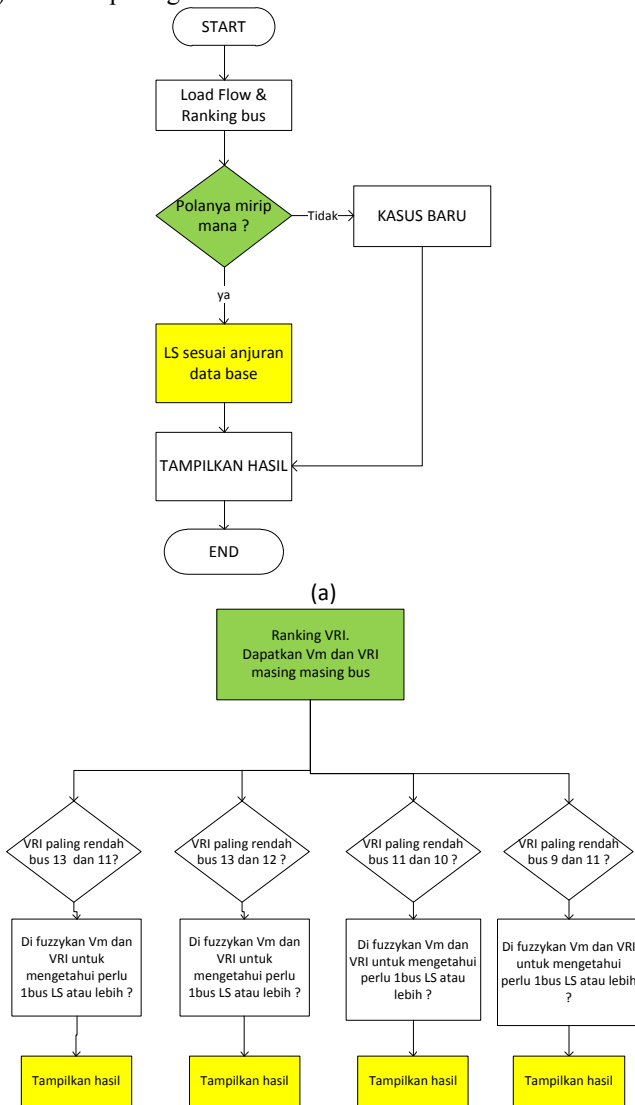 START
Load Flow &
Ranking bus
Polanya mirip
mana ?
Tidak
KASUS BARU
ya
LS sesuai anjuran
data base
TAMPILKAN HASIL
END
(a)
Ranking VRI.
Dapatkan Vm dan VRI
masing masing bus
VRI paling rendah
bus 13 dan 11?
VRI paling rendah
bus 13 dan 12 ?
VRI paling rendah
bus 11 dan 10 ?
VRI paling rendah
bus 9 dan 11 ?
Di fuzzykan Vm dan
VRI untuk
mengetahui perlu
1bus LS atau lebih ?
Di fuzzykan Vm dan
VRI untuk
mengetahui perlu
1bus LS atau lebih ?
Di fuzzykan Vm dan
VRI untuk mengetahui
perlu 1bus LS atau
lebih ?
Di fuzzykan Vm dan VRI
untuk mengetahui
perlu 1bus LS atau lebih
?
Tampilkan hasil
Tampilkan hasil
Tampilkan hasil
Tampilkan hasil